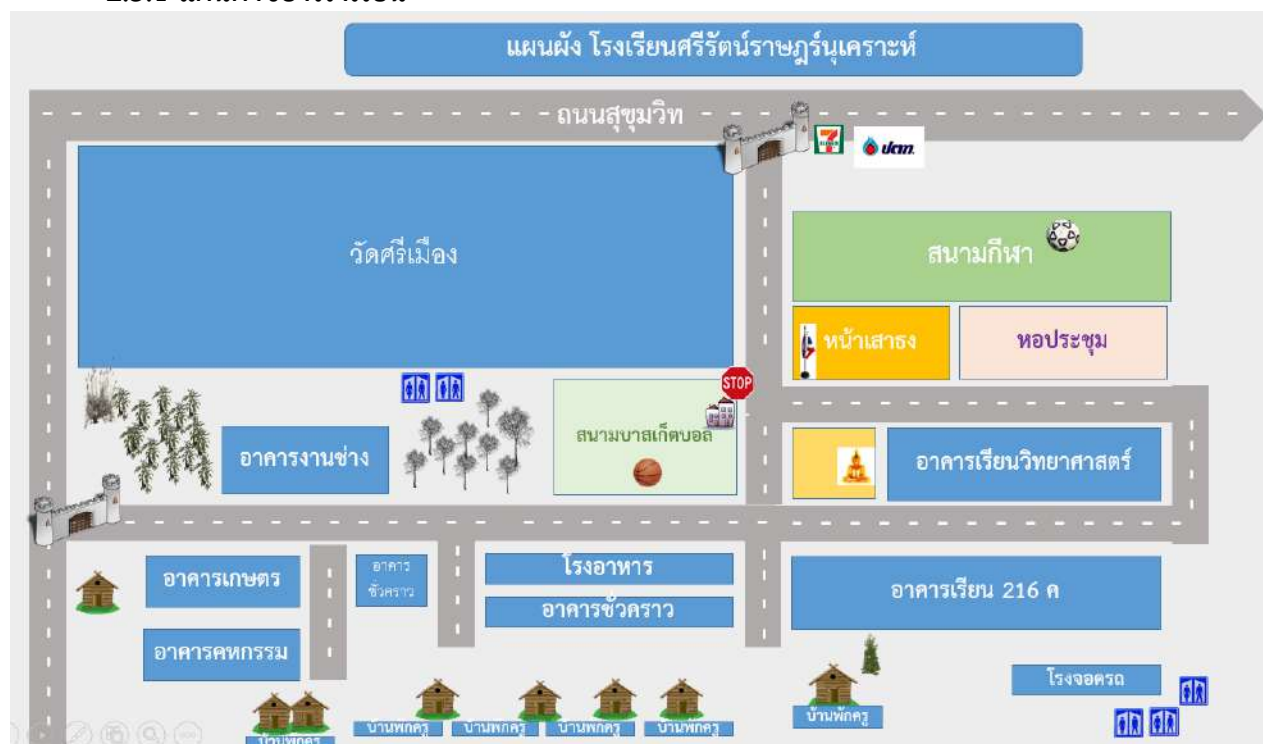 แผนผัง โรงเรียนศรีรัตน์ราษฎร์นุเคราะห์
ถนนสุขุมวิท
7
ELEVEN
ปตท.
วัดศรีเมือง
สนามกีฬา
หน้าเสาธง
หอประชุม
STOP
สนามบาสเก็ตบอล
อาคารงานช่าง
อาคารเรียนวิทยาศาสตร์
อาคารเกษตร
อาคาร
ชั่วคราว
โรงอาหาร
อาคารชั่วคราว
อาคารเรียน 216 ค
อาคารคหกรรม
โรงจอดรถ
บ้านพักครู
บ้านพักครู
บ้านพักครู
บ้านพักครู
บ้านพักครู
บ้านพักครู